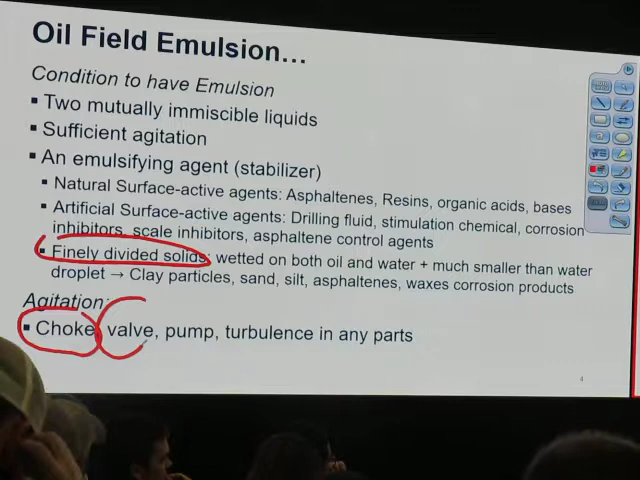 Oil Field Emulsion...
Condition to have Emulsion
▪ Two mutually immiscible liquids
▪ Sufficient agitation
▪ An emulsifying agent (stabilizer)
▪ Natural Surface-active agents: Asphaltenes, Resins, organic acids, bases
▪ Artificial Surface-active agents: Drilling fluid, stimulation chemical, corrosion
inhibitors, scale inhibitors, asphaltene control agents
▪ Finely divided solids: wetted on both oil and water + much smaller than water
droplet → Clay particles, sand, silt, asphaltenes, waxes corrosion products
Agitation:
▪ Choke, valve, pump, turbulence in any parts
4